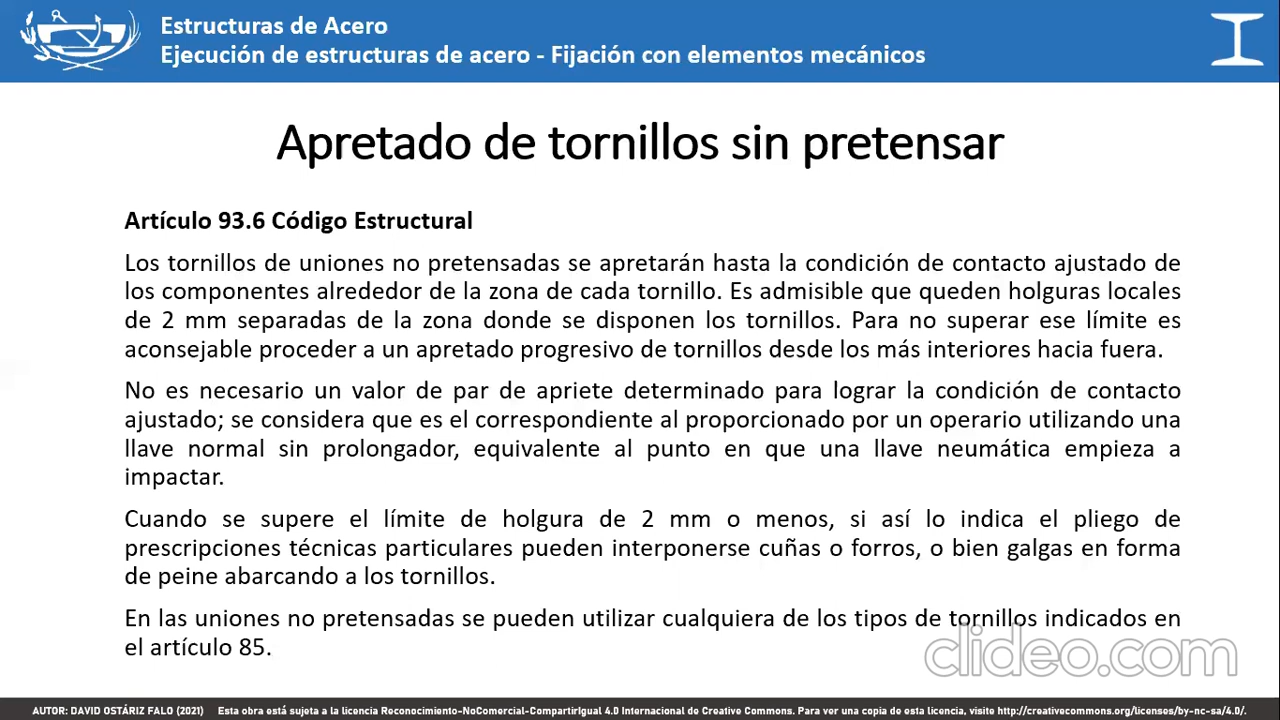 Estructuras de Acero
Ejecución de estructuras de acero - Fijación con elementos mecánicos
Apretado de tornillos sin pretensar
Artículo 93.6 Código Estructural
Los tornillos de uniones no pretensadas se apretarán hasta la condición de contacto ajustado de
los componentes alrededor de la zona de cada tornillo. Es admisible que queden holguras locales
de 2 mm separadas de la zona donde se disponen los tornillos. Para no superar ese límite es
aconsejable proceder a un apretado progresivo de tornillos desde los más interiores hacia fuera.
No es necesario un valor de par de apriete determinado para lograr la condición de contacto
ajustado; se considera que es el correspondiente al proporcionado por un operario utilizando una
llave normal sin prolongador, equivalente al punto en que una llave neumática empieza a
impactar.
Cuando se supere el límite de holgura de 2 mm o menos, si así lo indica el pliego de
prescripciones técnicas particulares pueden interponerse cuñas o forros, o bien galgas en forma
de peine abarcando a los tornillos.
En las uniones no pretensadas se pueden utilizar cualquiera de los tipos de tornillos indicados en
el artículo 85.
clideo.com
AUTOR: DAVID OSTÁRIZ FALO (2021) Esta obra está sujeta a la licencia Reconocimiento-NoComercial-CompartirIgual 4.0 Internacional de Creative Commons. Para ver una copia de esta licencia, visite http://creativecommons.org/licenses/by-nc-sa/4.0/.